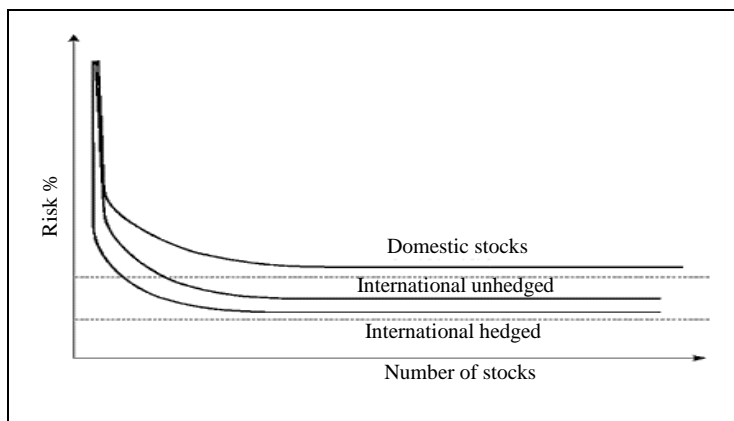 Risk %
Domestic stocks
International unhedged
International hedged
Number of stocks